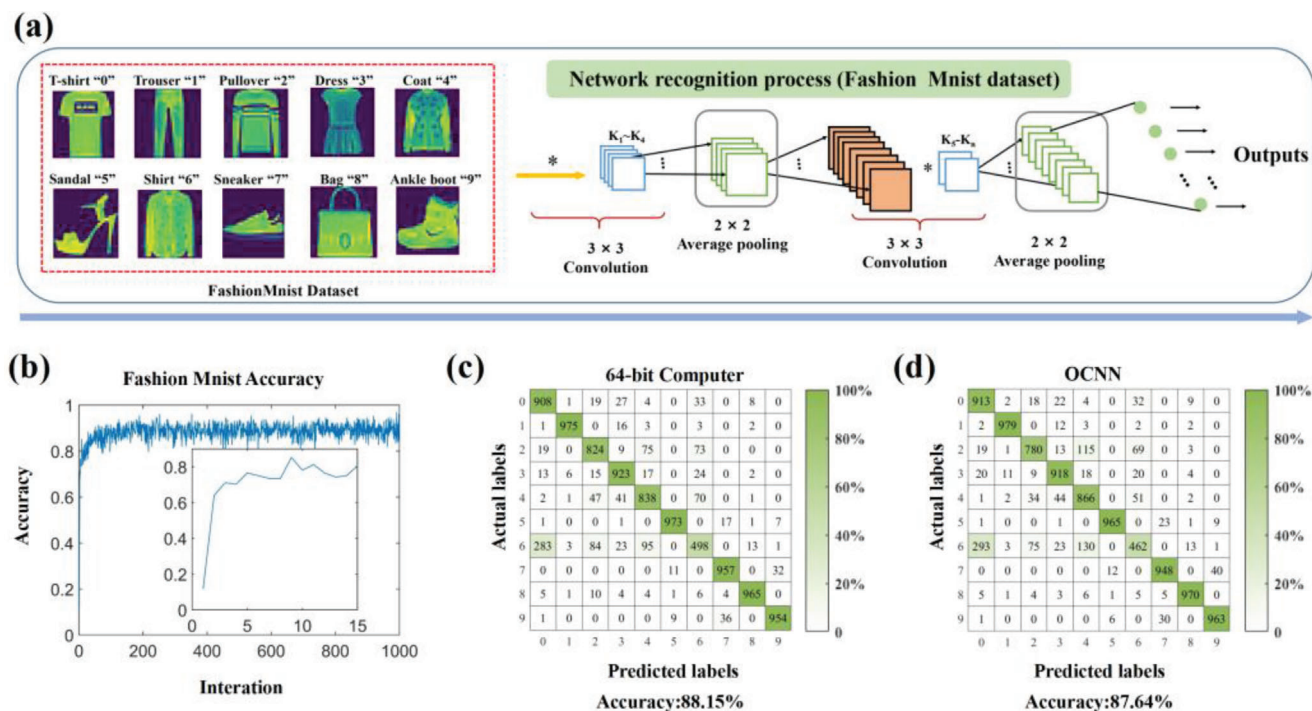 (a)
T-shirt “0” Trouser “1” Pullover “2” Dress “3” Coat “4”
Sandal “5” Shirt “6” Sneaker “7” Bag “8” Ankle boot “9”
FashionMnist Dataset
Network recognition process (Fashion Mnist dataset)
*
K1~K4
3 × 3
Convolution
2 × 2
Average pooling
*
K5~Kn
3 × 3
Convolution
2 × 2
Average pooling
Outputs
(b)
Fashion Mnist Accuracy
Accuracy
1
0.8
0.6
0.4
0.2
0
0 200 400 600 800 1000
0.8
0.6
0.4
0.2
0
0 5 10 15
Interation
(c)
64-bit Computer
Actual labels
0 908 1 19 27 4 0 33 0 8 0
1 1 975 0 16 3 0 3 0 2 0
2 19 1 824 9 75 0 73 0 0 0
3 13 6 15 923 17 0 24 0 2 0
4 2 1 47 41 838 0 70 0 1 0
5 1 0 0 1 0 973 0 17 1 7
6 283 3 84 23 95 0 498 0 13 1
7 0 0 0 0 0 11 0 957 0 32
8 5 1 10 4 4 1 6 4 965 0
9 1 0 0 0 0 9 0 36 0 954
0 1 2 3 4 5 6 7 8 9
100%
80%
60%
40%
20%
0
Predicted labels
Accuracy:88.15%
(d)
OCNN
Actual labels
0 913 2 18 22 4 0 32 0 9 0
1 2 979 0 12 3 0 2 0 2 0
2 19 1 780 13 115 0 69 0 3 0
3 20 11 9 918 18 0 20 0 2 0
4 1 2 34 44 866 0 51 0 2 0
5 1 0 0 1 0 965 0 23 1 9
6 293 3 75 23 130 0 462 0 13 1
7 0 0 0 0 0 12 0 948 0 40
8 5 1 4 3 6 1 5 5 970 0
9 1 0 0 0 0 6 0 30 0 963
0 1 2 3 4 5 6 7 8 9
100%
80%
60%
40%
20%
0
Predicted labels
Accuracy:87.64%